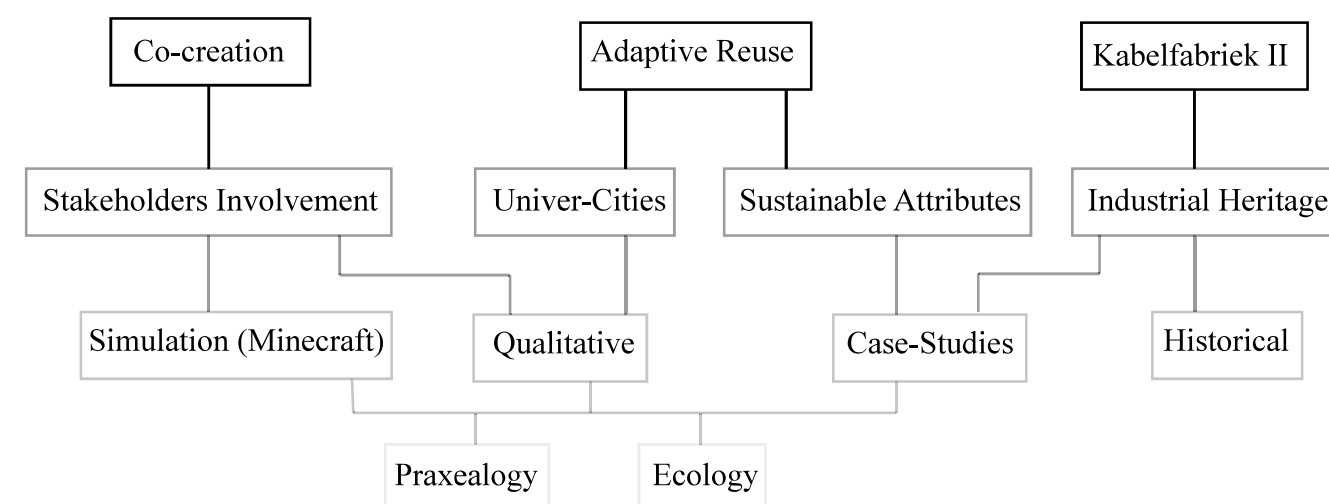 Co-creation
Adaptive Reuse
Kabelfabriek II
Stakeholders Involvement
Univer-Cities
Sustainable Attributes
Industrial Heritage
Simulation (Minecraft)
Qualitative
Case-Studies
Historical
Praxealogy
Ecology